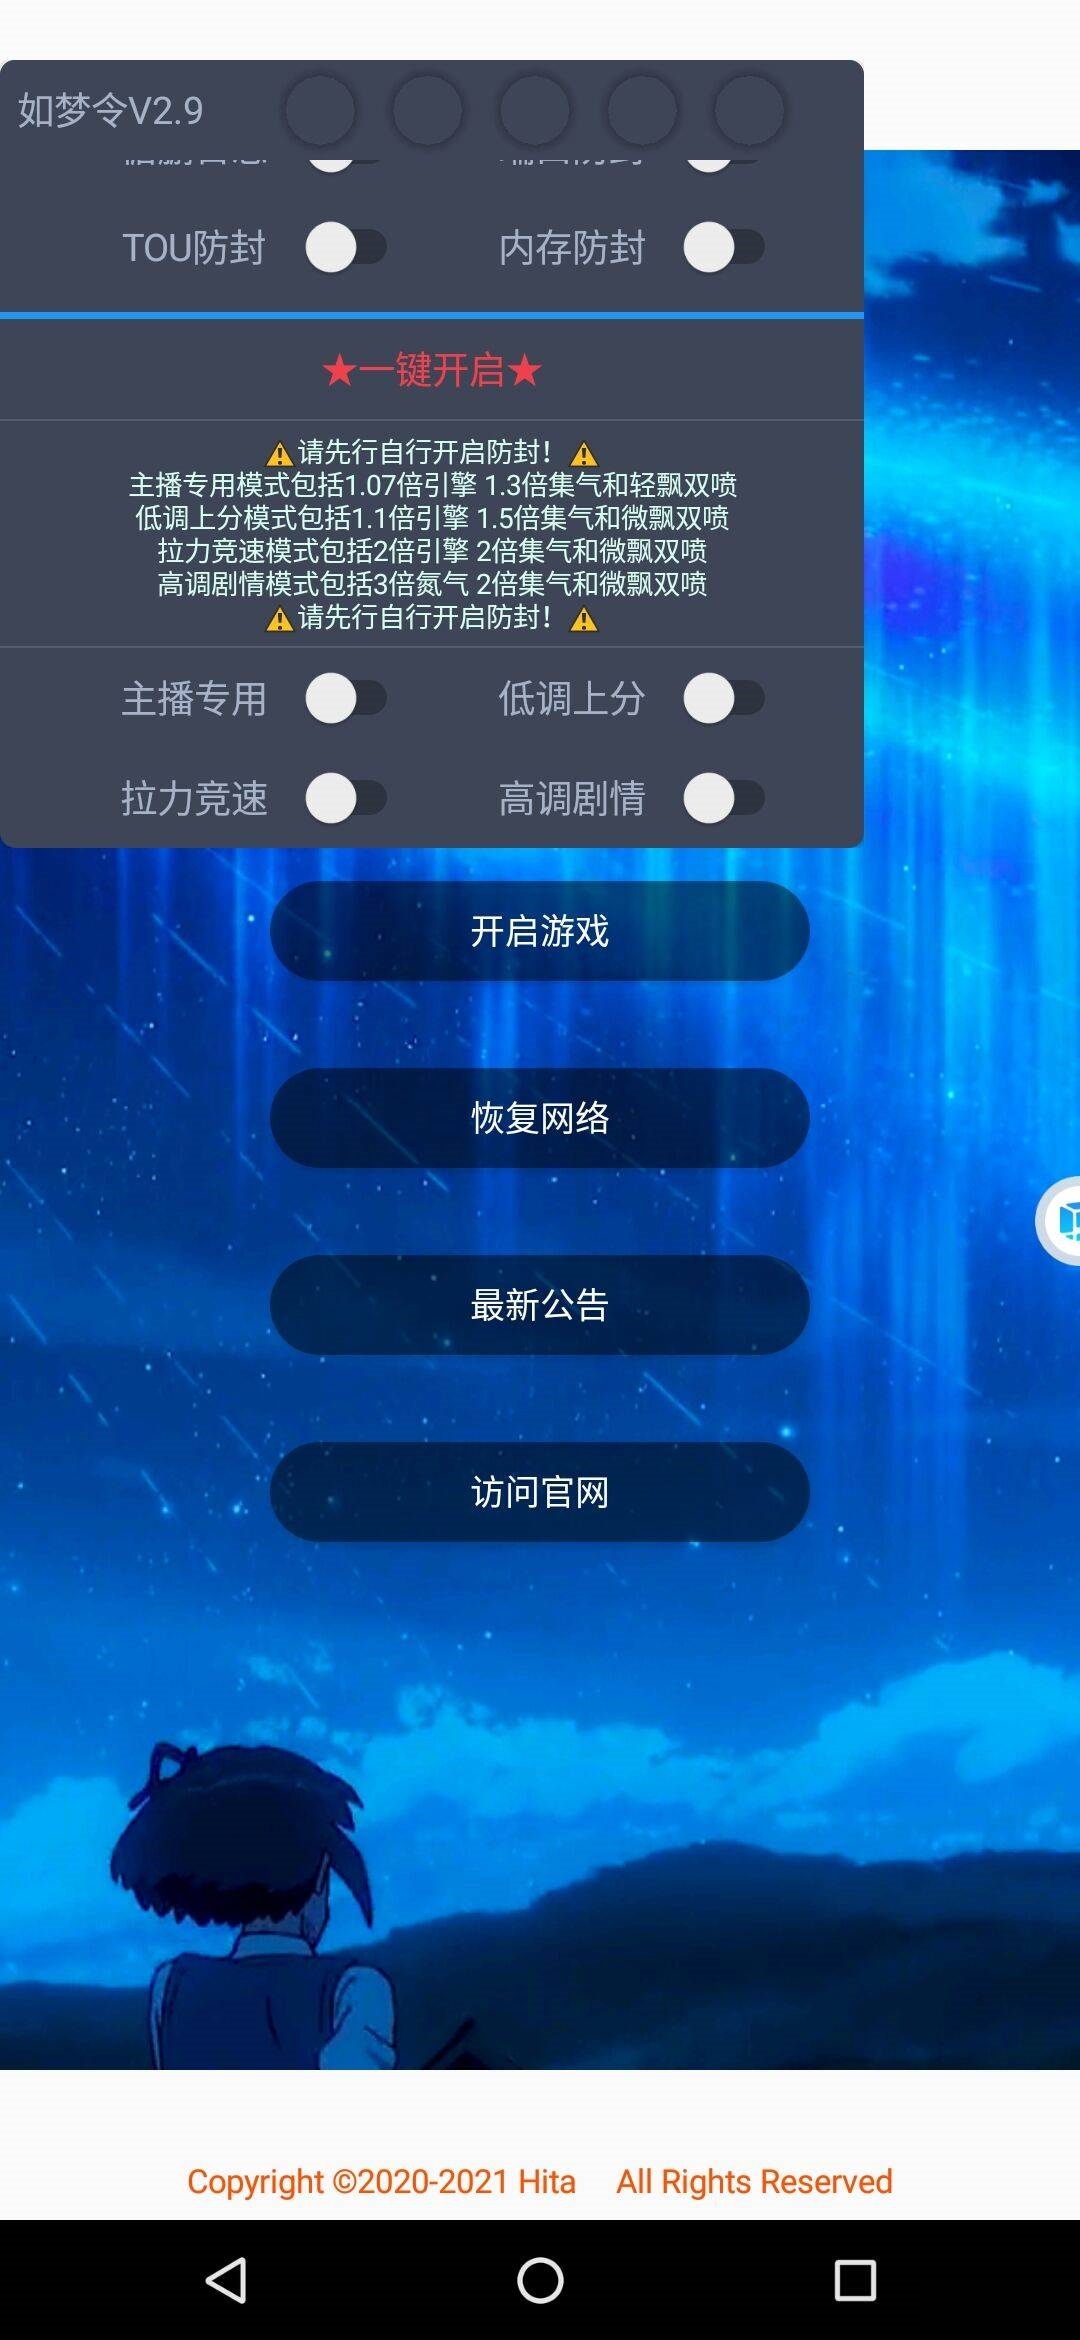 如梦令V2.9
TOU防封 内存防封
★一键开启★
⚠️请先行自行开启防封！⚠️
主播专用模式包括1.07倍引擎 1.3倍集气和轻飘双喷
低调上分模式包括1.1倍引擎 1.5倍集气和微飘双喷
拉力竞速模式包括2倍引擎 2倍集气和微飘双喷
高调剧情模式包括3倍氮气 2倍集气和微飘双喷
⚠️请先行自行开启防封！⚠️
主播专用 低调上分
拉力竞速 高调剧情
开启游戏
恢复网络
最新公告
访问官网
Copyright ©2020-2021 Hita All Rights Reserved